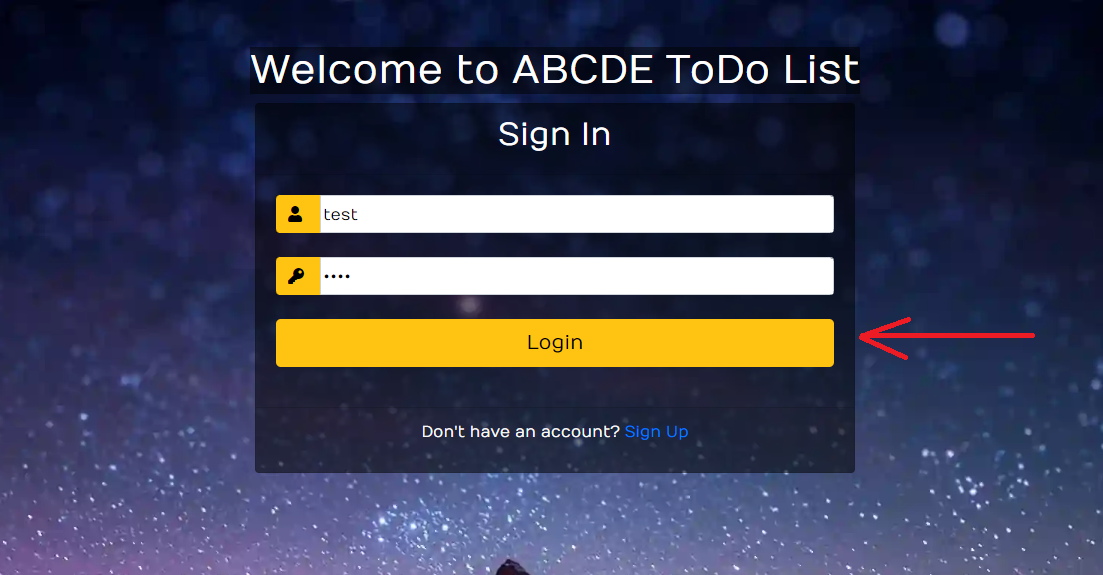 Welcome to ABCDE ToDo List
Sign In
test
••••
Login
Don't have an account? Sign Up